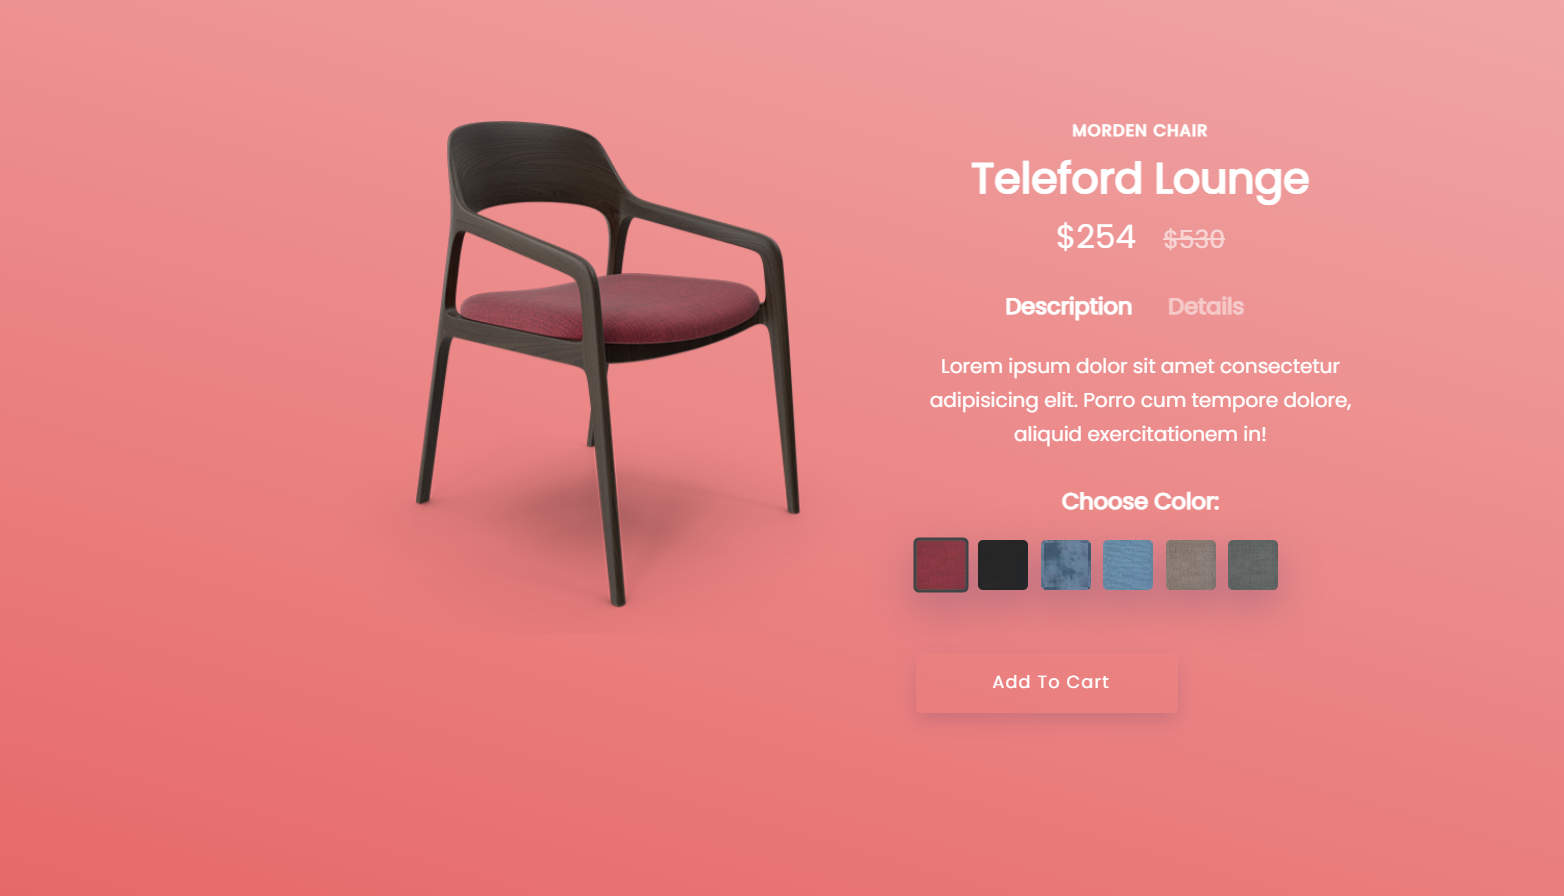 MORDEN CHAIR
Teleford Lounge
$254 $530
Description Details
Lorem ipsum dolor sit amet consectetur
adipisicing elit. Porro cum tempore dolore,
aliquid exercitationem in!
Choose Color:
Add To Cart